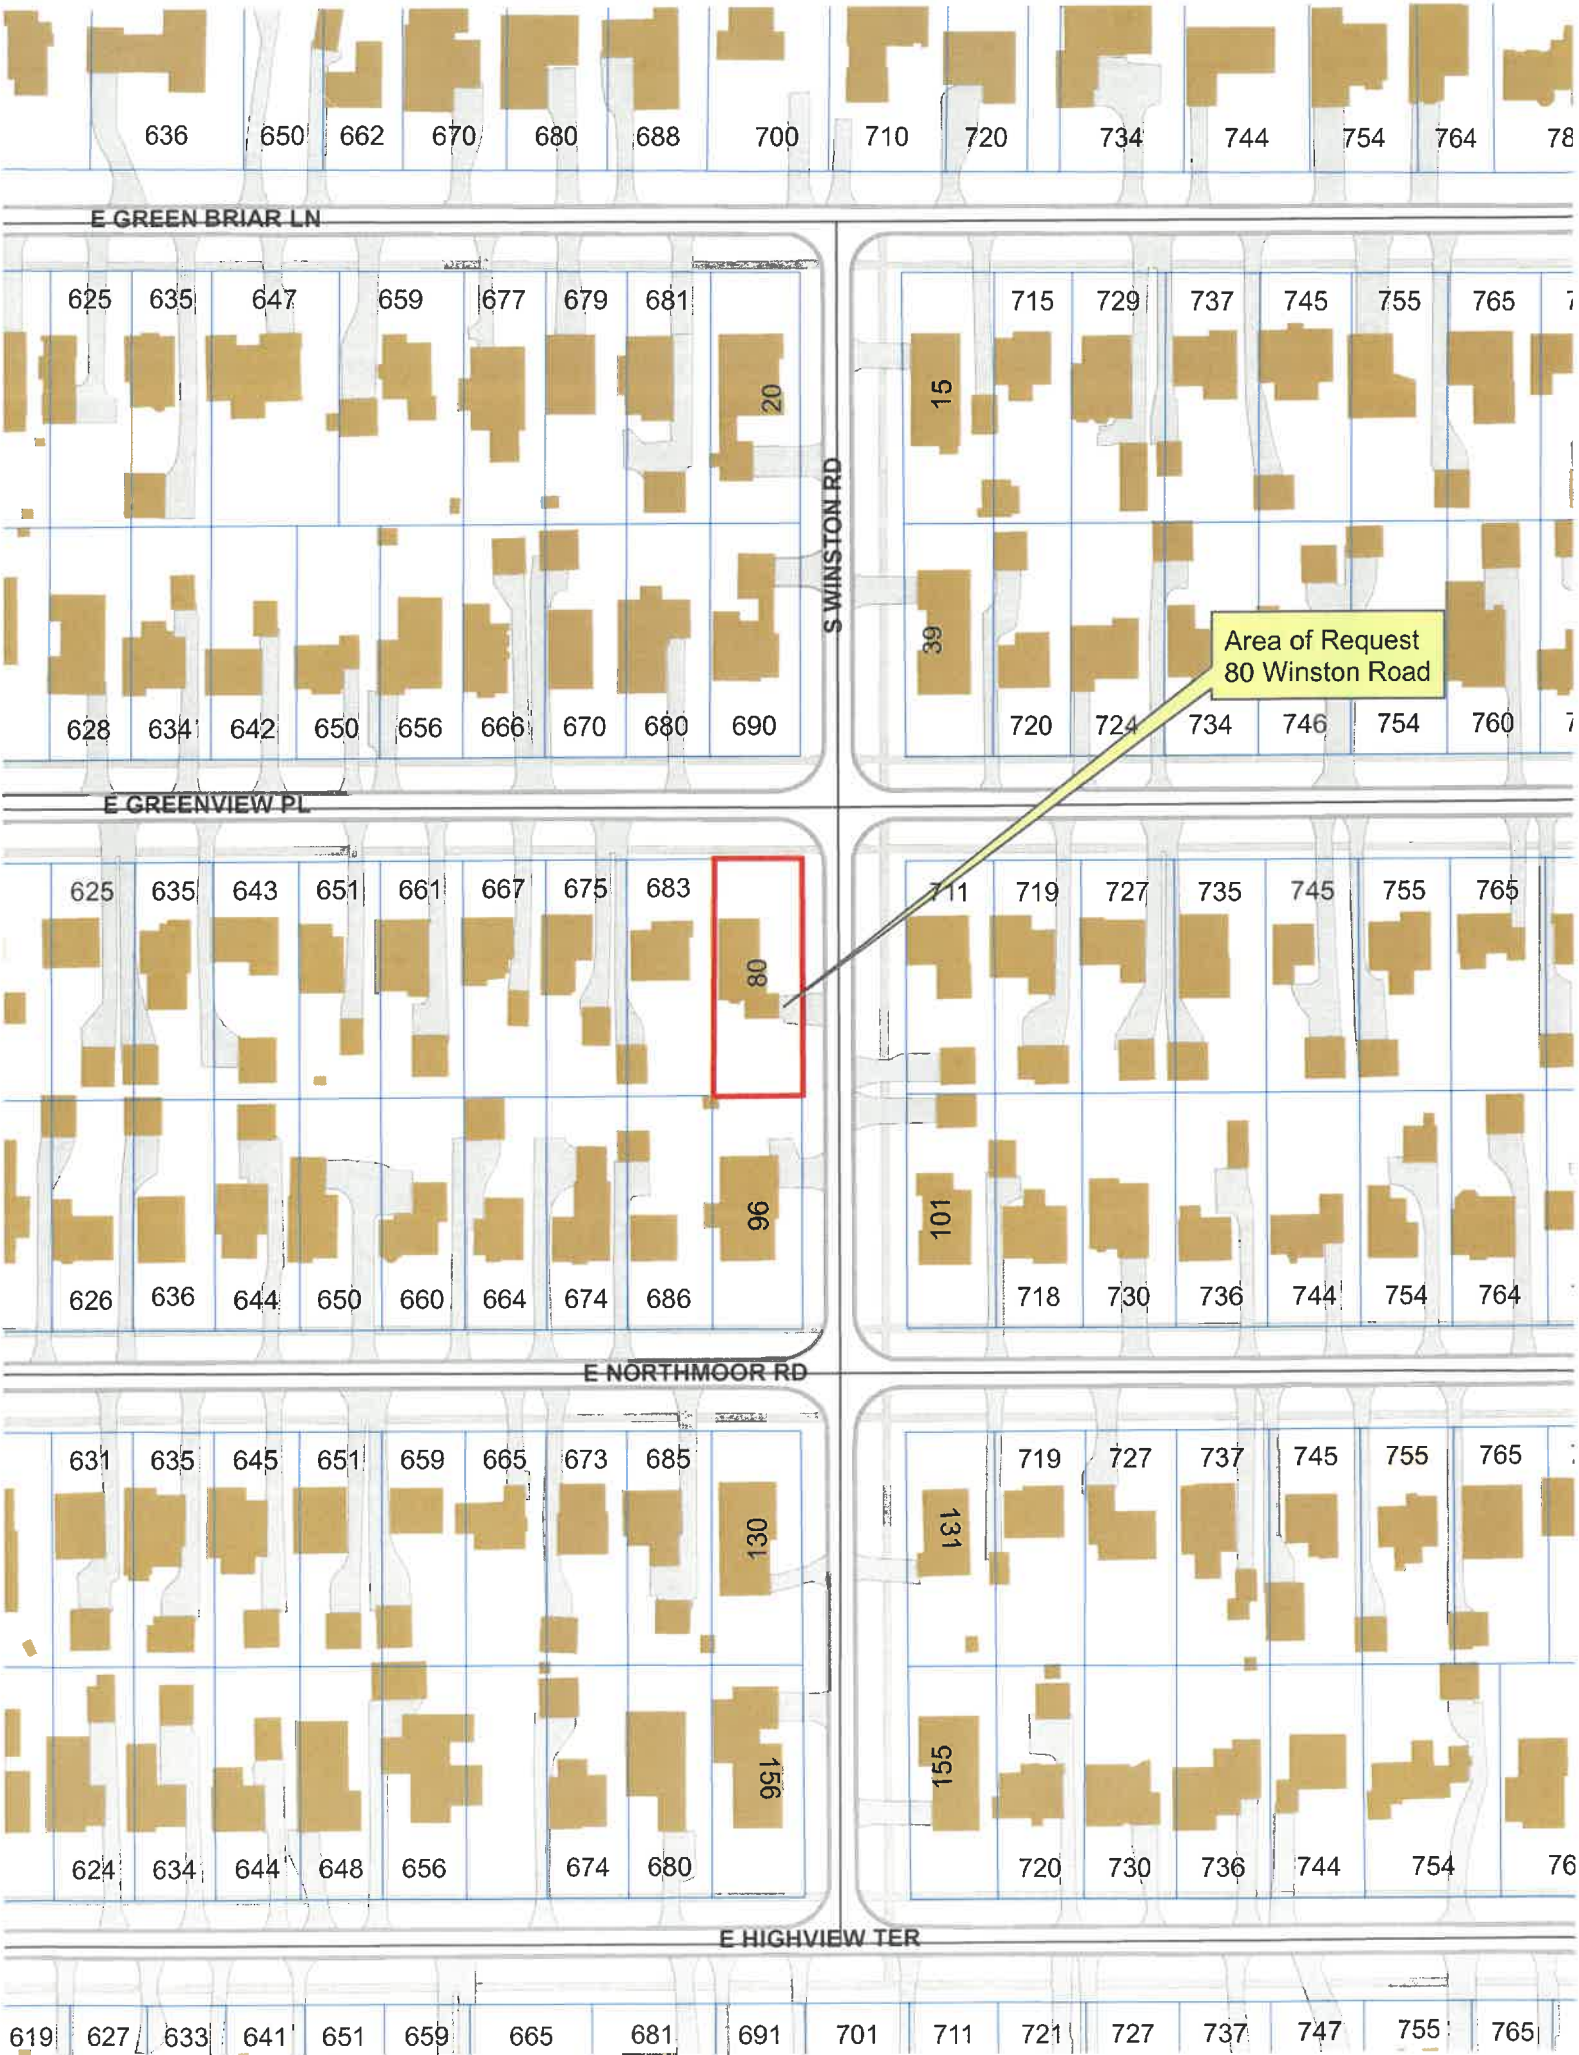 636 650 662 670 680 688 700 710 720 734 744 754 764 78
E GREEN BRIAR LN
625 635 647 659 677 679 681 715 729 737 745 755 765 7
20
15
S WINSTON RD
39
Area of Request
80 Winston Road
628 634 642 650 656 666 670 680 690 720 724 734 746 754 760 7
E GREENVIEW PL
625 635 643 651 661 667 675 683 711 719 727 735 745 755 765
80
96
101
626 636 644 650 660 664 674 686 718 730 736 744 754 764
E NORTHMOOR RD
631 635 645 651 659 665 673 685 719 727 737 745 755 765
130
131
156
155
624 634 644 648 656 674 680 720 730 736 744 754 76
E HIGHVIEW TER
619 627 633 641 651 659 665 681 691 701 711 721 727 737 747 755 765